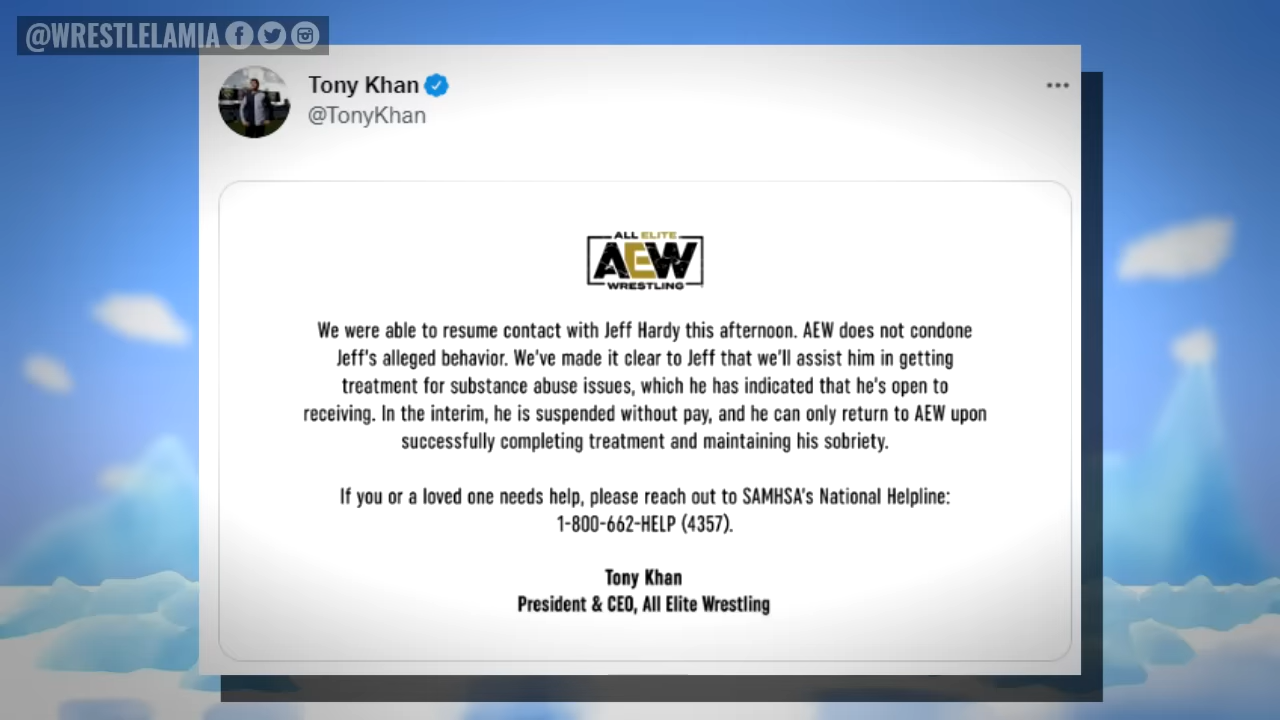 @WRESTLELAMIA
Tony Khan
@TonyKhan
ALL ELITE
AEW
WRESTLING
We were able to resume contact with Jeff Hardy this afternoon. AEW does not condone
Jeff's alleged behavior. We've made it clear to Jeff that we'll assist him in getting
treatment for substance abuse issues, which he has indicated that he's open to
receiving. In the interim, he is suspended without pay, and he can only return to AEW upon
successfully completing treatment and maintaining his sobriety.
If you or a loved one needs help, please reach out to SAMHSA's National Helpline:
1-800-662-HELP (4357).
Tony Khan
President & CEO, All Elite Wrestling